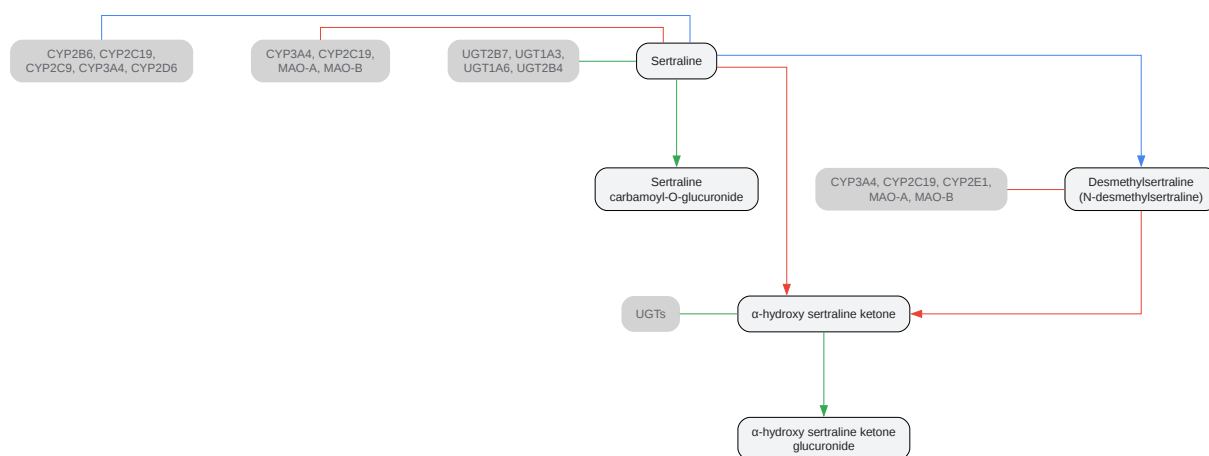 CYP2B6, CYP2C19,
CYP2C9, CYP3A4, CYP2D6
CYP3A4, CYP2C19,
MAO-A, MAO-B
UGT2B7, UGT1A3,
UGT1A6, UGT2B4
Sertraline
Sertraline
carbamoyl-O-glucuronide
CYP3A4, CYP2C19, CYP2E1,
MAO-A, MAO-B
Desmethylsertraline
(N-desmethylsertraline)
UGTs
α-hydroxy sertraline ketone
α-hydroxy sertraline ketone
glucuronide